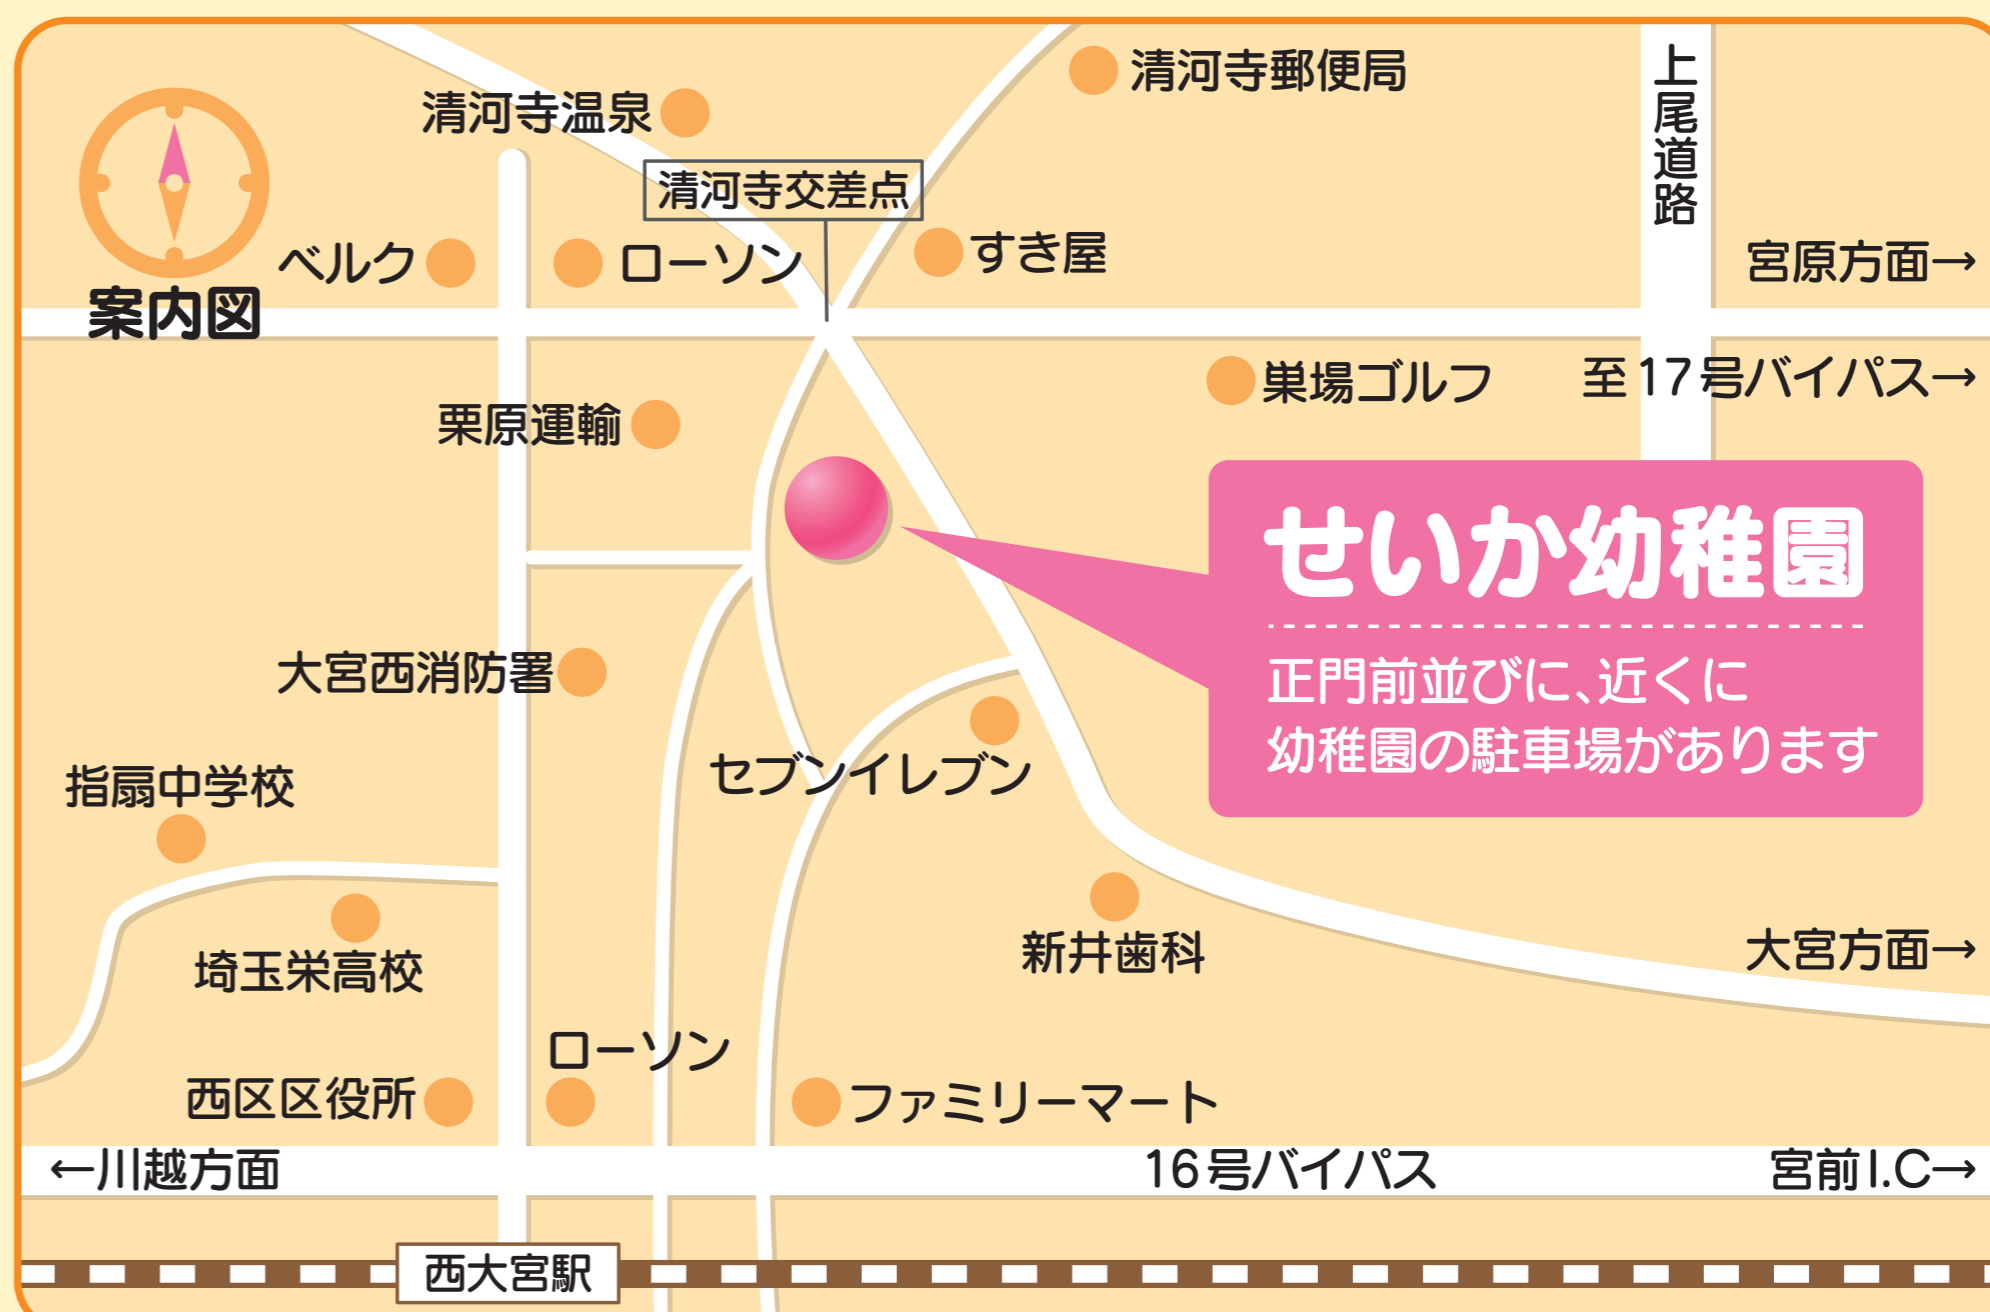 清河寺郵便局
上尾道路
清河寺温泉
清河寺交差点
ベルク
ローソン
すき屋
宮原方面→
案内図
巣場ゴルフ
至17号バイパス→
栗原運輸
せいか幼稚園
正門前並びに、近くに
幼稚園の駐車場があります
大宮西消防署
セブンイレブン
指扇中学校
新井歯科
大宮方面→
埼玉栄高校
ローソン
西区区役所
ファミリーマート
←川越方面
16号バイパス
宮前I.C→
西大宮駅